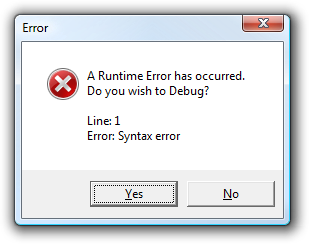 Error
A Runtime Error has occurred.
Do you wish to Debug?
Line: 1
Error: Syntax error
Yes
No